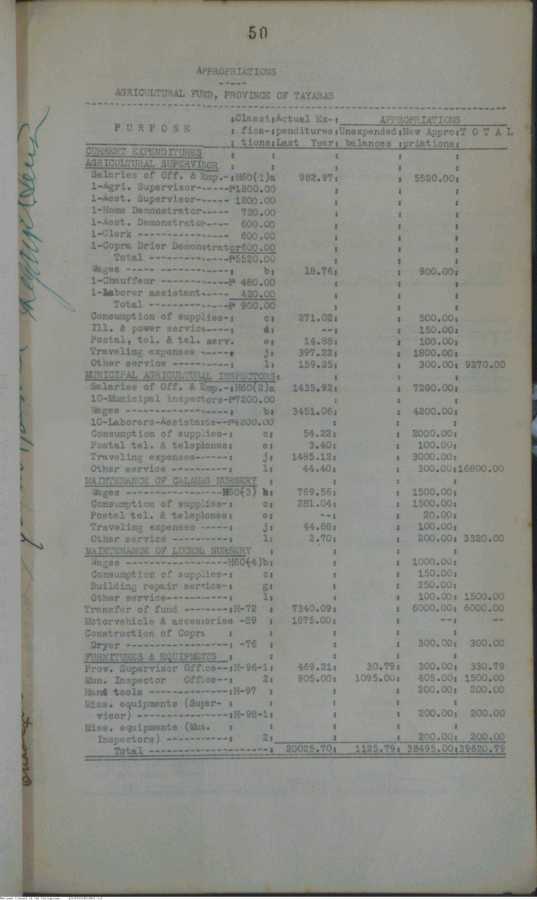 50
APPROPRIATIONS
-----
AGRICULTURAL FUND, PROVINCE OF TAYABAS
:Classi:Actual Ex-: APPROPRIATIONS
P U R P O S E : fica-:penditures:Unexpended:New Appro:T O T A L
: tions:Last Year: balances :priations:
CURRENT EXPENDITURES : : : :
AGRICULTURAL SUPERVISOR : : : :
Salaries of Off. & Emp.-:H60(1)a 982.97: : 5520.00:
1-Agri. Supervisor-----P1800.00
1-Asst. Supervisor----- 1200.00
1-Home Demonstrator----- 720.00
1-Asst. Demonstrator---- 600.00
1-Clerk --------------- 600.00
1-Copra Drier Demonstrator600.00
Total -------------P5520.00
Wages ----- ------------: b: 18.76: : 900.00:
1-Chauffeur ------------P 480.00
1-Laborer assistant---- 420.00
Total -------------P 900.00
Consumption of supplies-: c: 271.02: : 500.00:
Ill. & power service----: d: --: : 150.00:
Postal, tel. & tel. serv. e: 14.88: : 100.00:
Traveling expenses -----: j: 397.22: : 1800.00:
Other service ----------: l: 159.25: : 300.00: 9270.00
MUNICIPAL AGRICULTURAL INSPECTORS:
Salaries of Off. & Emp.-:H60(2)a 1435.92: : 7200.00:
10-Municipal inspectors-P7200.00
Wages -----------------: b: 3451.06: : 4200.00:
10-Laborers-Assistants--P4200.00
Consumption of supplies-: c: 54.22: : 2000.00:
Postal tel. & telephones: e: 3.40: : 100.00:
Traveling expenses------: j: 1485.12: : 3000.00:
Other service ----------: l: 44.40: : 300.00:16800.00
MAINTENANCE OF CALAUAG NURSERY :
Wages -----------------H60(3) b: 769.56: : 1500.00:
Consumption of supplies-: c: 281.04: : 1500.00:
Postal tel. & telephones: e: --: : 20.00:
Traveling expenses -----: j: 44.88: : 100.00:
Other service ----------: l: 2.70: : 200.00: 3320.00
MAINTENANCE OF LUCENA NURSERY :
Wages ------------------H60(4)b: : 1000.00:
Consumption of supplies-: c: : 150.00:
Building repair service-: g: : 250.00:
Other service-----------: l: : 100.00: 1500.00
Transfer of fund -------:H-72 : 7340.09: : 6000.00: 6000.00
Motorvehicle & accesories -89 : 1875.00: : --: --
Construction of Copra : :
Dryer ---------------: -76 : : 300.00: 300.00
FURNITURES & EQUIPMENTS :
Prov. Supervisor Office--:H-96-1: 469.21: 30.79: 300.00: 330.79
Mun. Inspector Office--: 2: 905.00: 1095.00: 405.00: 1500.00
Hand tools -------------:H-97 : : 200.00: 200.00
Misc. equipments (Super- :
visor) ---------------:H-98-1: : 200.00: 200.00
Misc. equipments (Mun. :
Inspectors) ----------: 2: : 200.00: 200.00
Total -------------------: 20025.70: 1125.79: 38495.00:39620.79